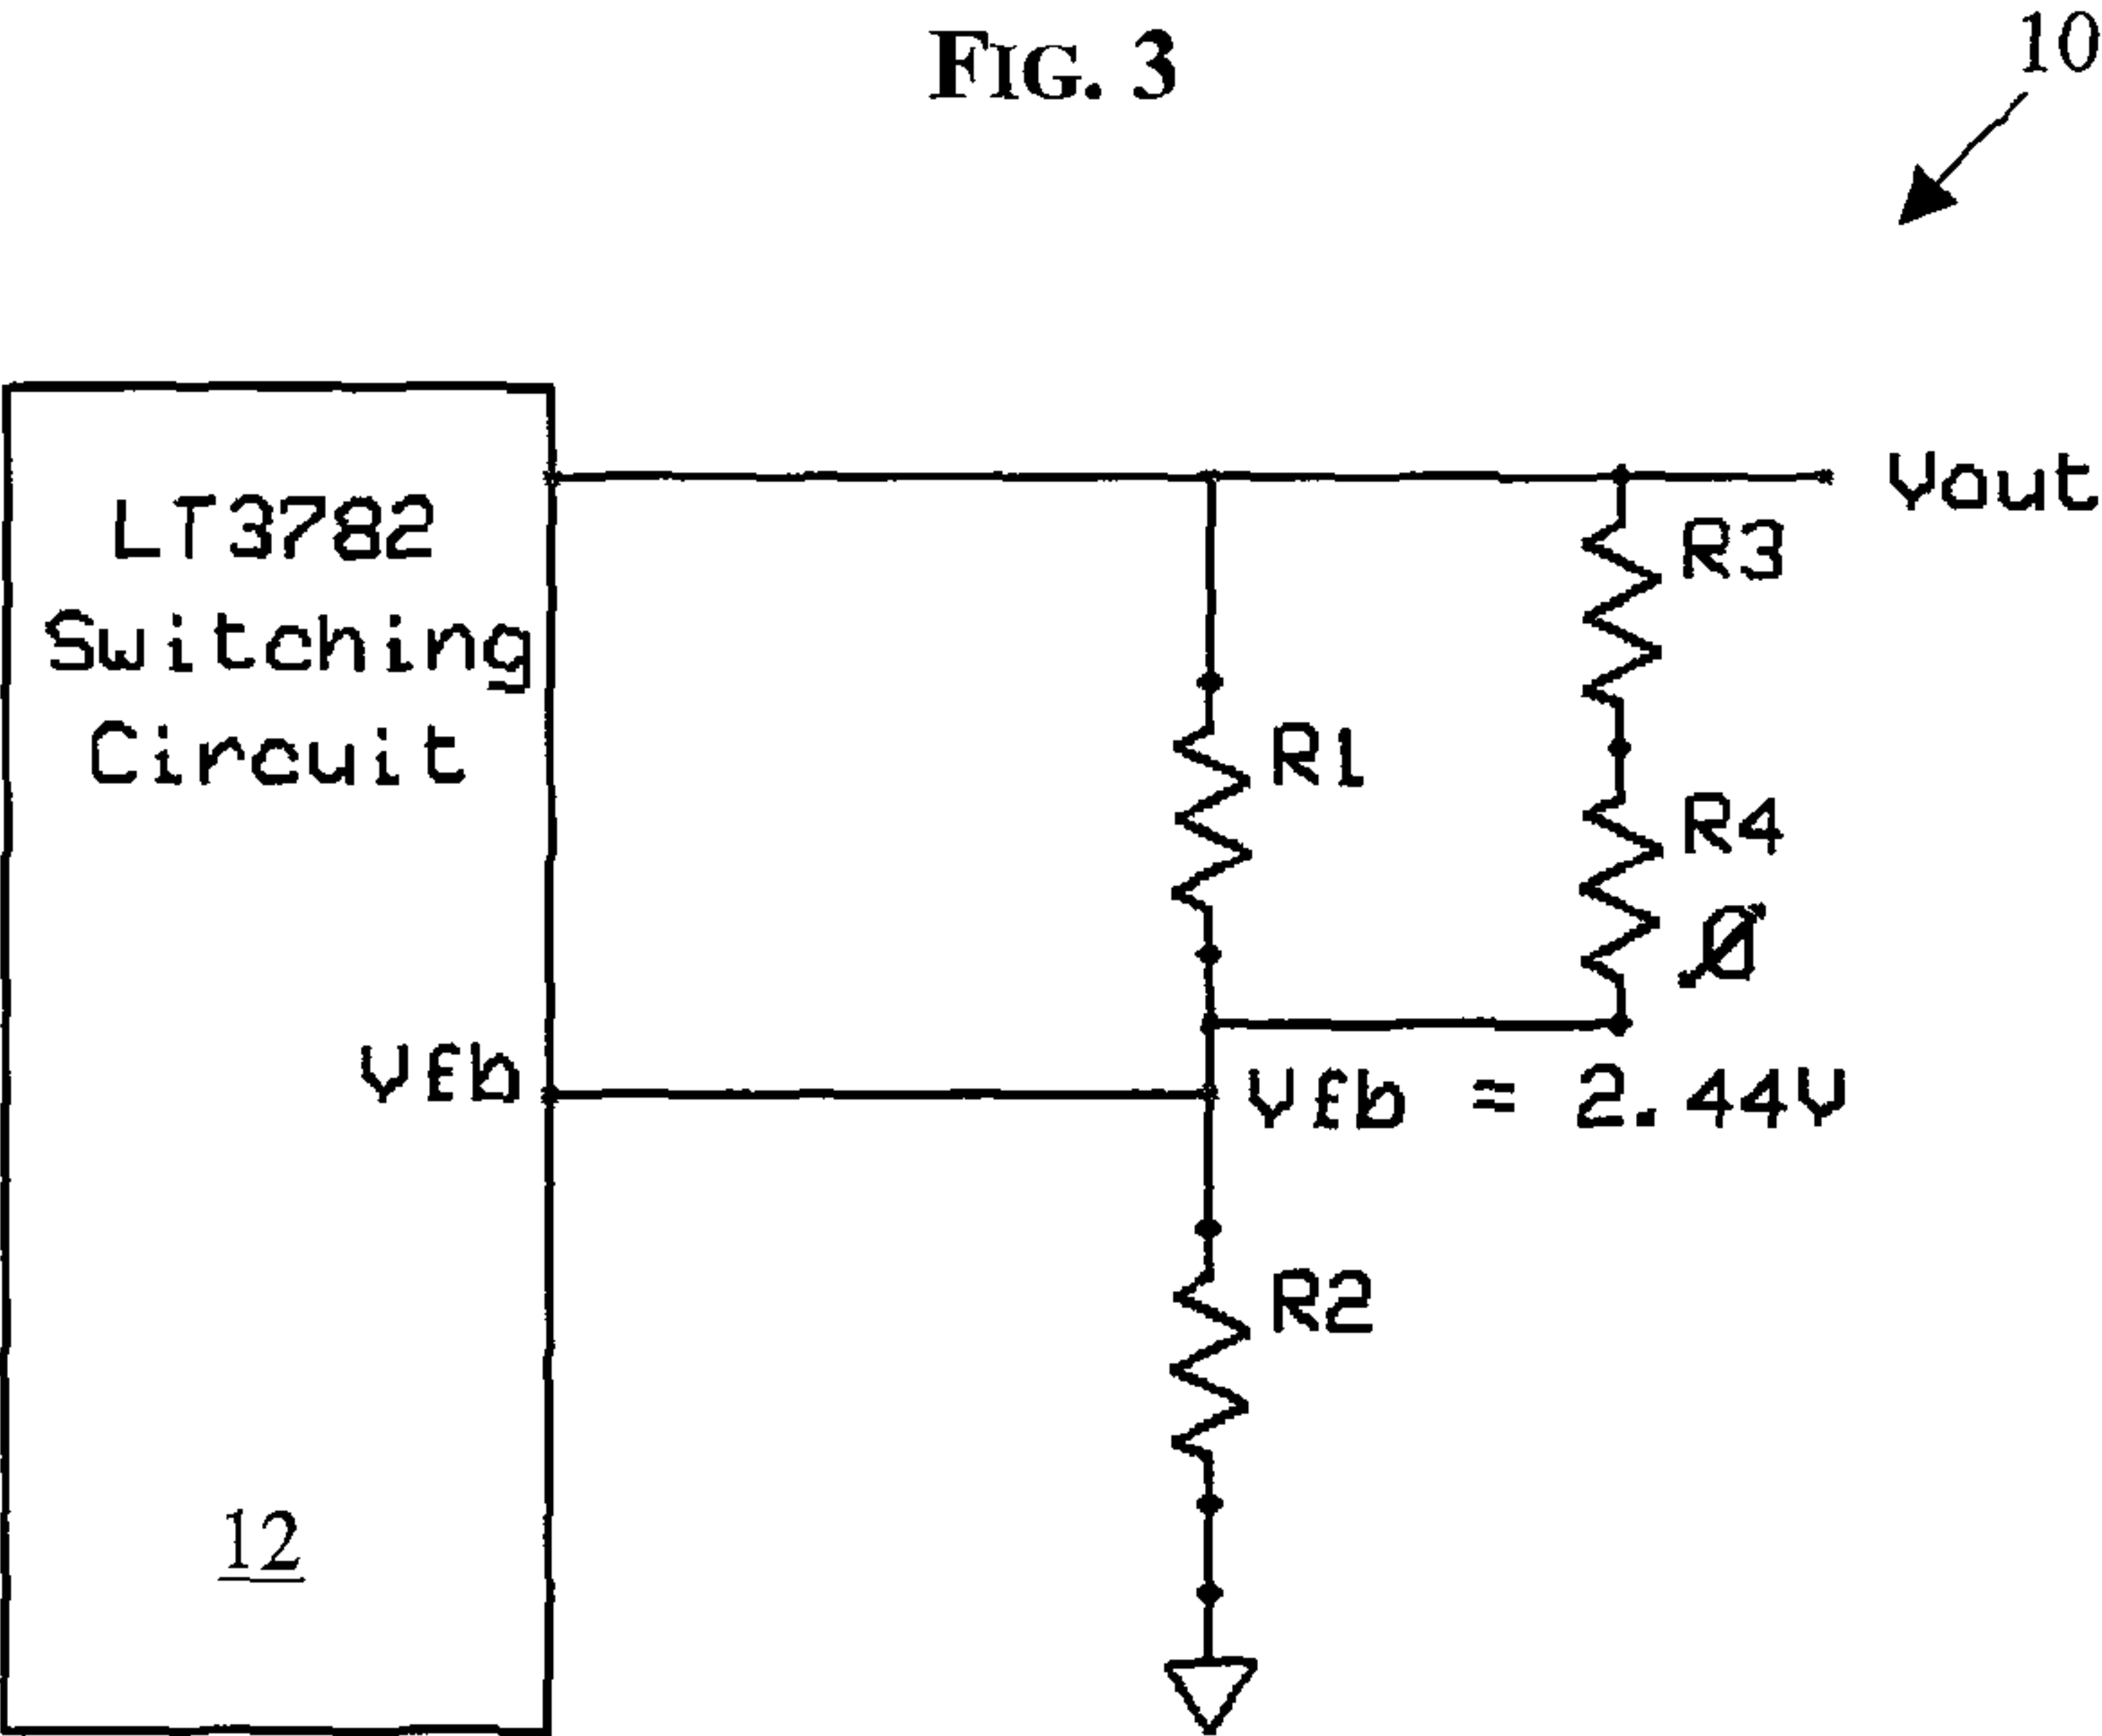 FIG. 3
10
Vout
LT3782
Switching
Circuit
R3
R1
R4
Ø
Vfb
Vfb = 2.44V
R2
12